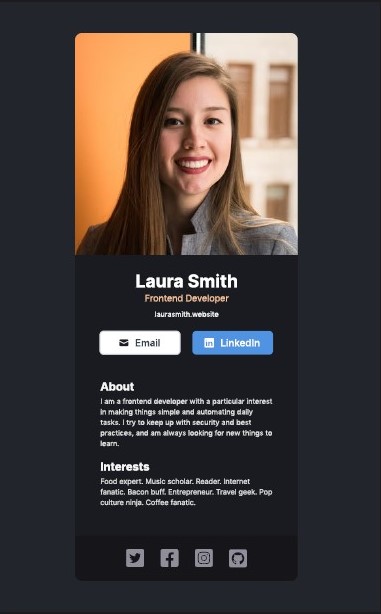 Laura Smith
Frontend Developer
laurasmith.website
Email
LinkedIn
About
I am a frontend developer with a particular interest
in making things simple and automating daily
tasks. I try to keep up with security and best
practices, and am always looking for new things to
learn.
Interests
Food expert. Music scholar. Reader. Internet
fanatic. Bacon buff. Entrepreneur. Travel geek. Pop
culture ninja. Coffee fanatic.